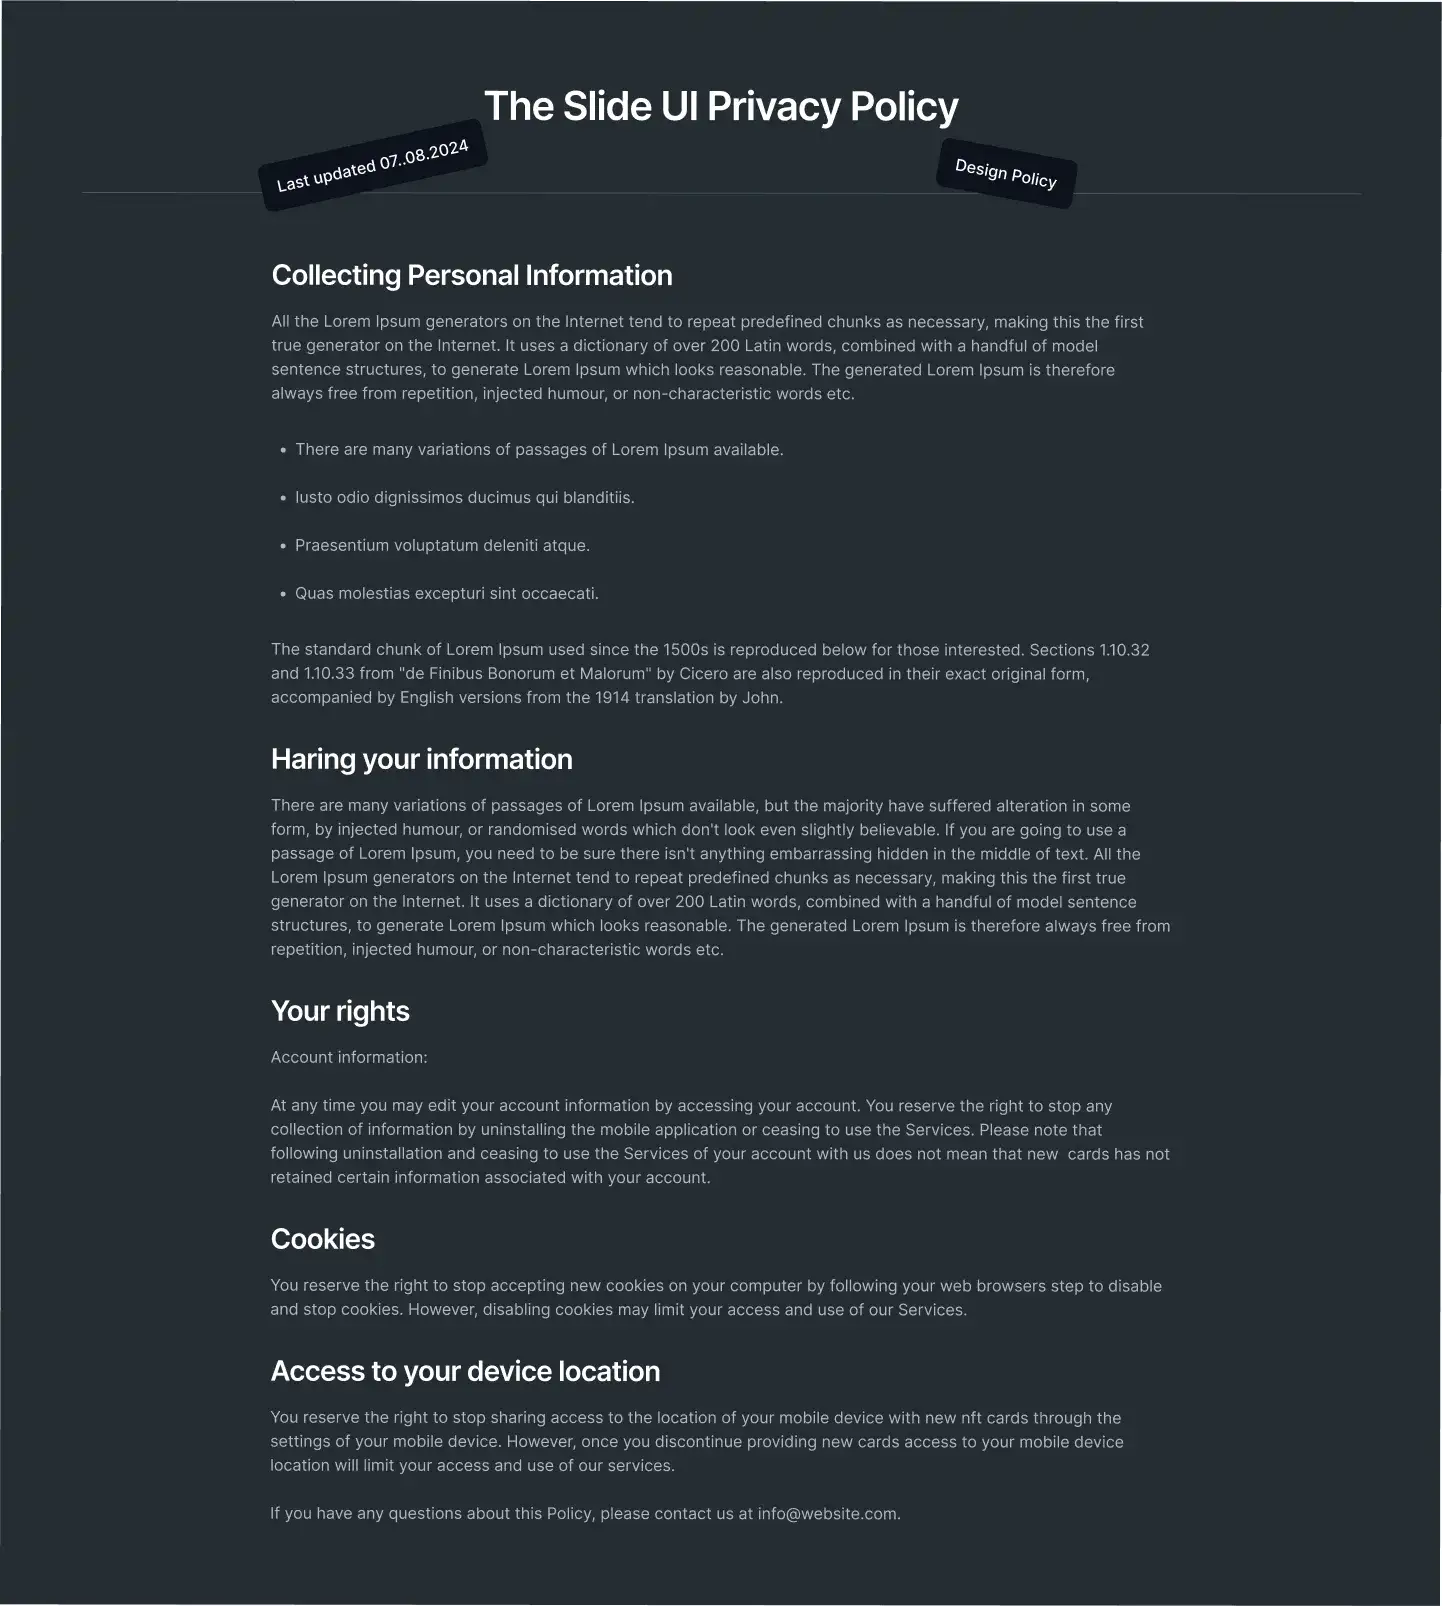 The Slide UI Privacy Policy
Last updated 07..08.2024
Design Policy
Collecting Personal Information
All the Lorem Ipsum generators on the Internet tend to repeat predefined chunks as necessary, making this the first
true generator on the Internet. It uses a dictionary of over 200 Latin words, combined with a handful of model
sentence structures, to generate Lorem Ipsum which looks reasonable. The generated Lorem Ipsum is therefore
always free from repetition, injected humour, or non-characteristic words etc.
• There are many variations of passages of Lorem Ipsum available.
• Iusto odio dignissimos ducimus qui blanditiis.
• Praesentium voluptatum deleniti atque.
• Quas molestias excepturi sint occaecati.
The standard chunk of Lorem Ipsum used since the 1500s is reproduced below for those interested. Sections 1.10.32
and 1.10.33 from "de Finibus Bonorum et Malorum" by Cicero are also reproduced in their exact original form,
accompanied by English versions from the 1914 translation by John.
Haring your information
There are many variations of passages of Lorem Ipsum available, but the majority have suffered alteration in some
form, by injected humour, or randomised words which don't look even slightly believable. If you are going to use a
passage of Lorem Ipsum, you need to be sure there isn't anything embarrassing hidden in the middle of text. All the
Lorem Ipsum generators on the Internet tend to repeat predefined chunks as necessary, making this the first true
generator on the Internet. It uses a dictionary of over 200 Latin words, combined with a handful of model sentence
structures, to generate Lorem Ipsum which looks reasonable. The generated Lorem Ipsum is therefore always free from
repetition, injected humour, or non-characteristic words etc.
Your rights
Account information:
At any time you may edit your account information by accessing your account. You reserve the right to stop any
collection of information by uninstalling the mobile application or ceasing to use the Services. Please note that
following uninstallation and ceasing to use the Services of your account with us does not mean that new  cards has not
retained certain information associated with your account.
Cookies
You reserve the right to stop accepting new cookies on your computer by following your web browsers step to disable
and stop cookies. However, disabling cookies may limit your access and use of our Services.
Access to your device location
You reserve the right to stop sharing access to the location of your mobile device with new nft cards through the
settings of your mobile device. However, once you discontinue providing new cards access to your mobile device
location will limit your access and use of our services.
If you have any questions about this Policy, please contact us at info@website.com.